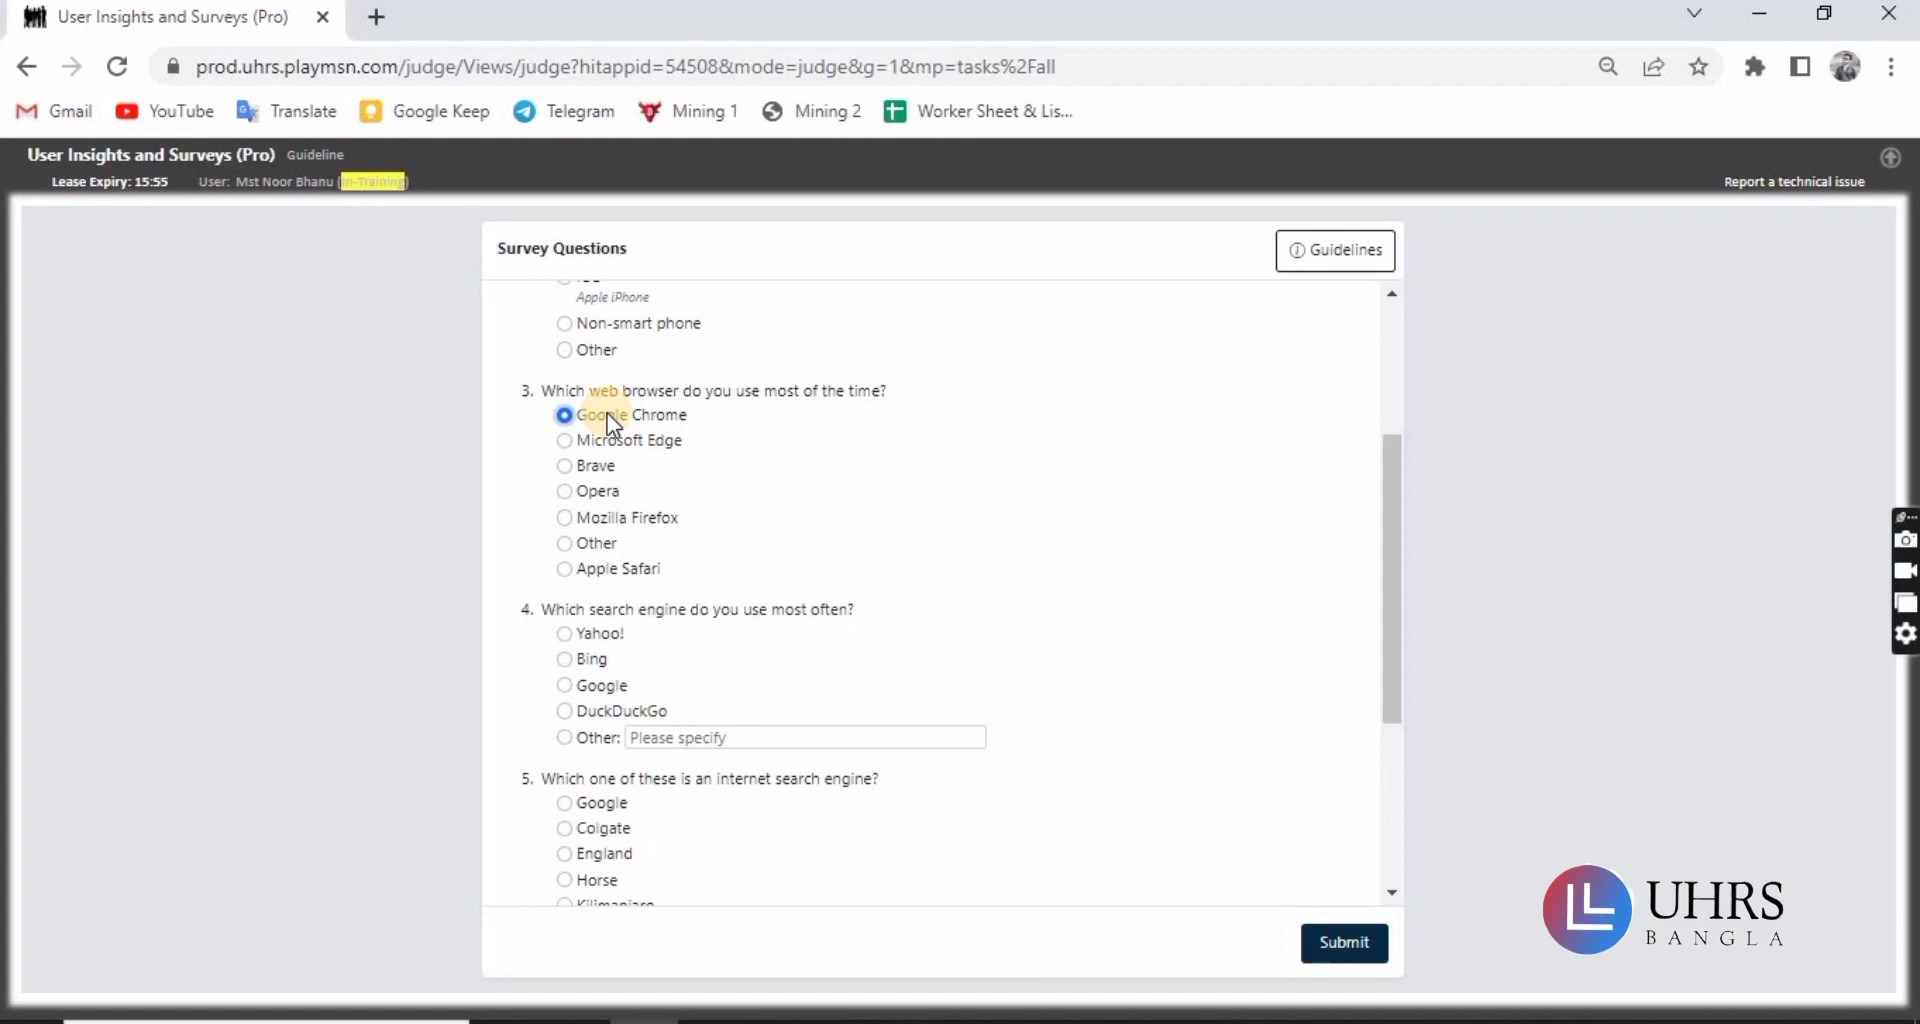 User Insights and Surveys (Pro)
prod.uhrs.playmsn.com/judge/Views/judge?hitappid=54508&mode=judge&g=1&mp=tasks%2Fall
Gmail YouTube Translate Google Keep Telegram Mining 1 Mining 2 Worker Sheet & Lis...
User Insights and Surveys (Pro) Guideline
Lease Expiry: 15:55 User: Mst Noor Bhanu (In-Training)
Report a technical issue
Survey Questions
Guidelines
Apple iPhone
Non-smart phone
Other
3. Which web browser do you use most of the time?
Google Chrome
Microsoft Edge
Brave
Opera
Mozilla Firefox
Other
Apple Safari
4. Which search engine do you use most often?
Yahoo!
Bing
Google
DuckDuckGo
Other: Please specify
5. Which one of these is an internet search engine?
Google
Colgate
England
Horse
Kilimanjaro
Submit
UHRS
BANGLA